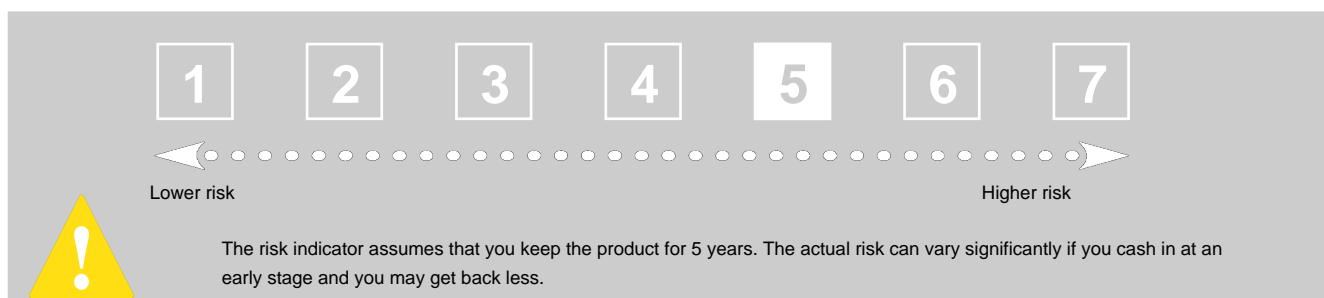 1 2 3 4 5 6 7
Lower risk Higher risk
!
The risk indicator assumes that you keep the product for 5 years. The actual risk can vary significantly if you cash in at an
early stage and you may get back less.